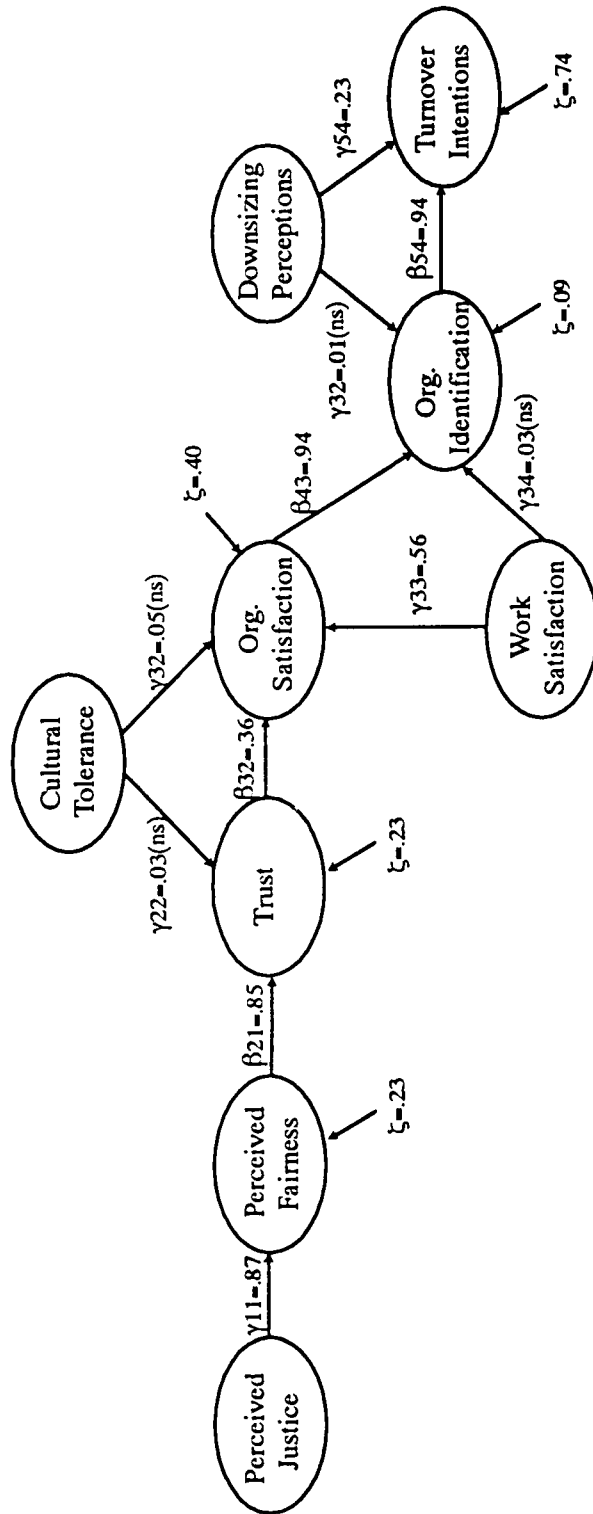 Perceived
Justice
γ11=.87
Perceived
Fairness
ζ=.23
β21=.85
Trust
ζ=.23
γ22=.03(ns)
Cultural
Tolerance
γ32=.05(ns)
β32=.36
Org.
Satisfaction
ζ=.40
γ33=.56
Work
Satisfaction
γ34=.03(ns)
β43=.94
Org.
Identification
ζ=.09
γ32=.01(ns)
Downsizing
Perceptions
γ54=.23
β54=.94
Turnover
Intentions
ζ=.74